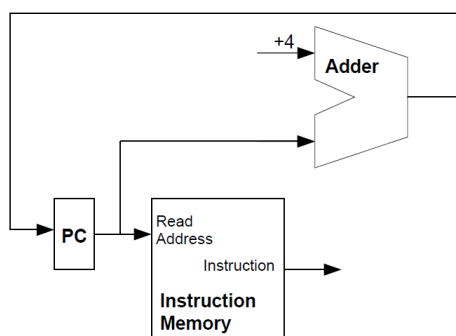 +4
Adder
PC
Read
Address
Instruction
Instruction
Memory